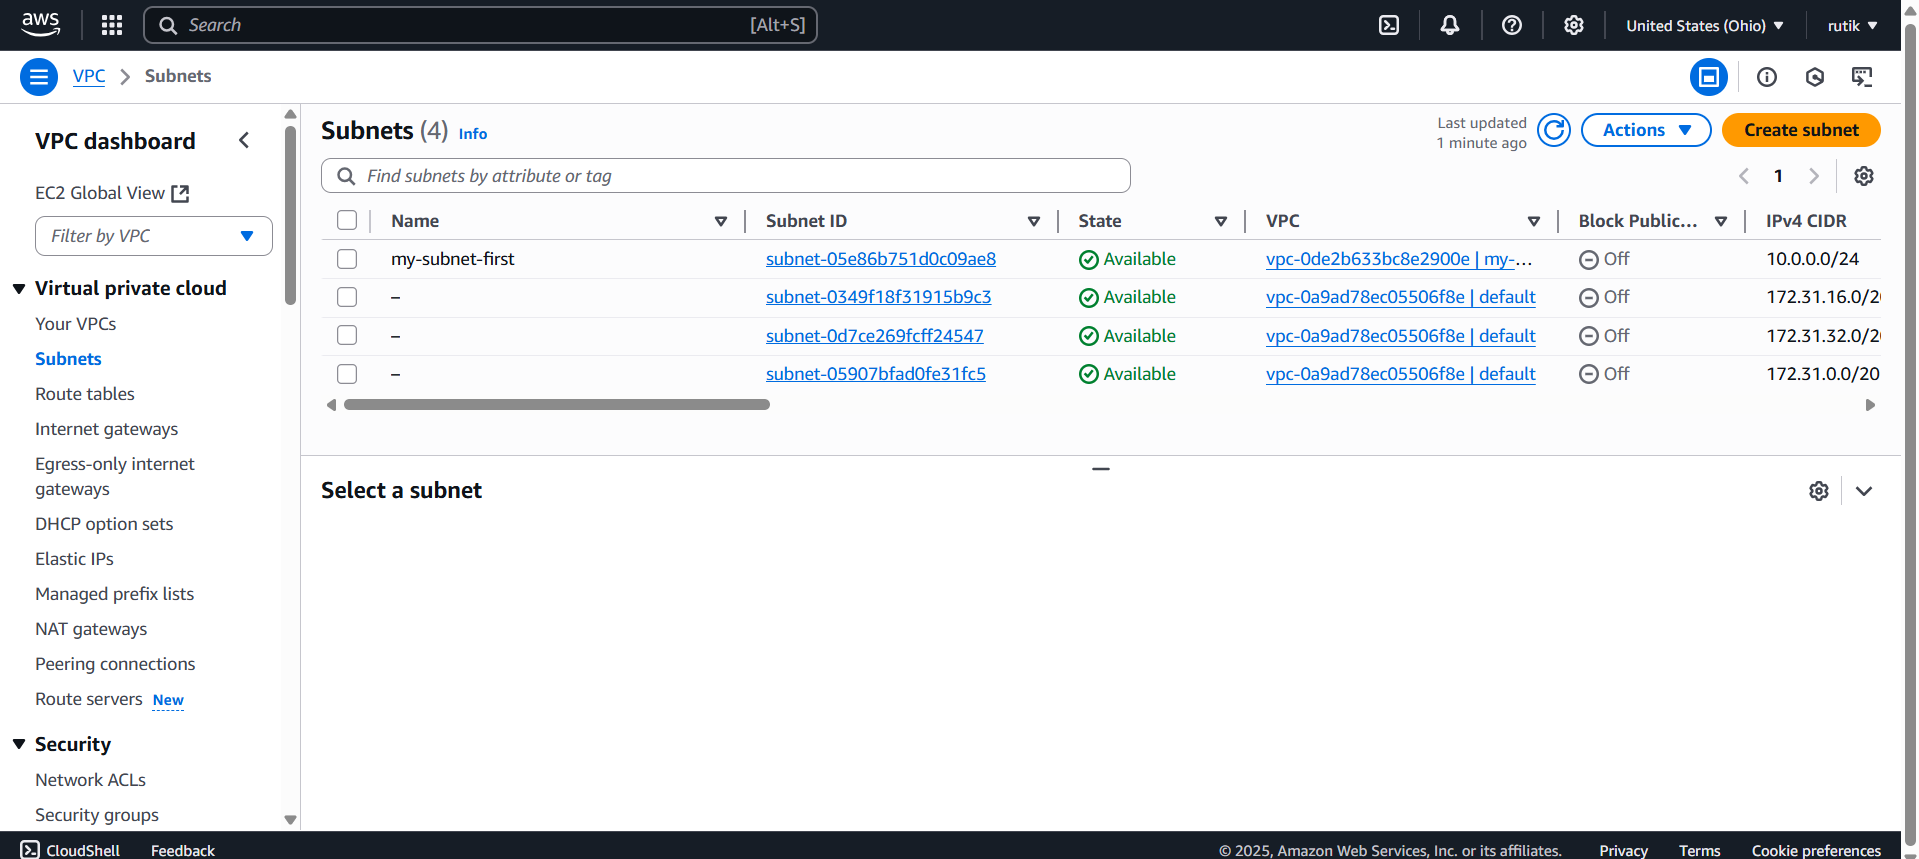 aws
Search [Alt+S]
United States (Ohio)
rutik
VPC
Subnets
VPC dashboard
EC2 Global View
Filter by VPC
Virtual private cloud
Your VPCs
Subnets
Route tables
Internet gateways
Egress-only internet
gateways
DHCP option sets
Elastic IPs
Managed prefix lists
NAT gateways
Peering connections
Route servers New
Security
Network ACLs
Security groups
Subnets (4) Info
Last updated
1 minute ago
Actions
Create subnet
Find subnets by attribute or tag
1
Name Subnet ID State VPC Block Public... IPv4 CIDR
my-subnet-first subnet-05e86b751d0c09ae8 Available vpc-0de2b633bc8e2900e | my-... Off 10.0.0.0/24
– subnet-0349f18f31915b9c3 Available vpc-0a9ad78ec05506f8e | default Off 172.31.16.0/20
– subnet-0d7ce269fcff24547 Available vpc-0a9ad78ec05506f8e | default Off 172.31.32.0/20
– subnet-05907bfad0fe31fc5 Available vpc-0a9ad78ec05506f8e | default Off 172.31.0.0/20
Select a subnet
CloudShell Feedback © 2025, Amazon Web Services, Inc. or its affiliates. Privacy Terms Cookie preferences